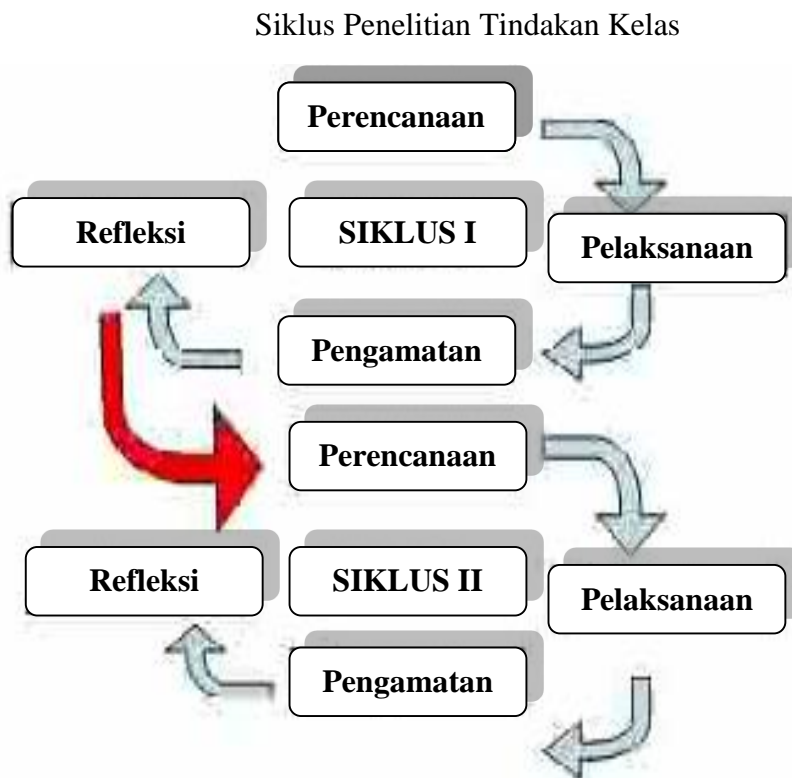 Siklus Penelitian Tindakan Kelas
Perencanaan
Refleksi
SIKLUS I
Pelaksanaan
Pengamatan
Perencanaan
Refleksi
SIKLUS II
Pelaksanaan
Pengamatan